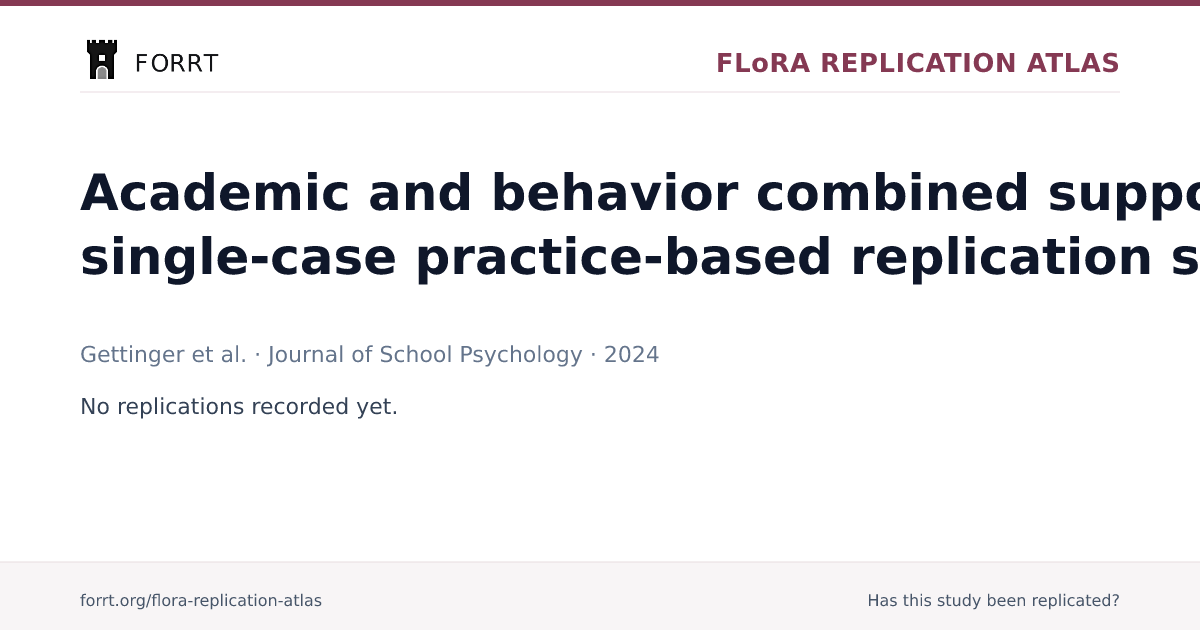 FORRT
FLoRA REPLICATION ATLAS
Academic and behavior combined
single-case practice-based replication
Gettinger et al. · Journal of School Psychology · 2024
No replications recorded yet.
forrt.org/flora-replication-atlas
Has this study been replicated?